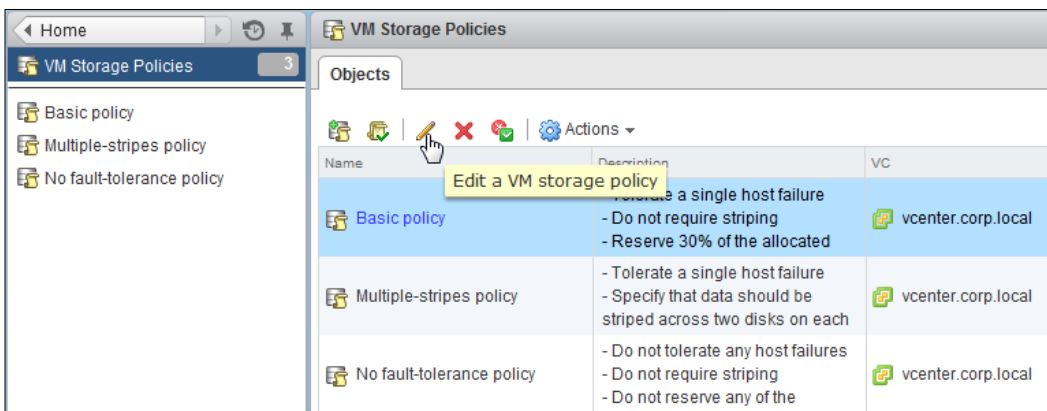 Home
VM Storage Policies
3
Basic policy
Multiple-stripes policy
No fault-tolerance policy
VM Storage Policies
Objects
Actions
Edit a VM storage policy
Name
Description
VC
Basic policy
- Tolerate a single host failure
- Do not require striping
- Reserve 30% of the allocated
vcenter.corp.local
Multiple-stripes policy
- Tolerate a single host failure
- Specify that data should be
striped across two disks on each
vcenter.corp.local
No fault-tolerance policy
- Do not tolerate any host failures
- Do not require striping
- Do not reserve any of the
vcenter.corp.local